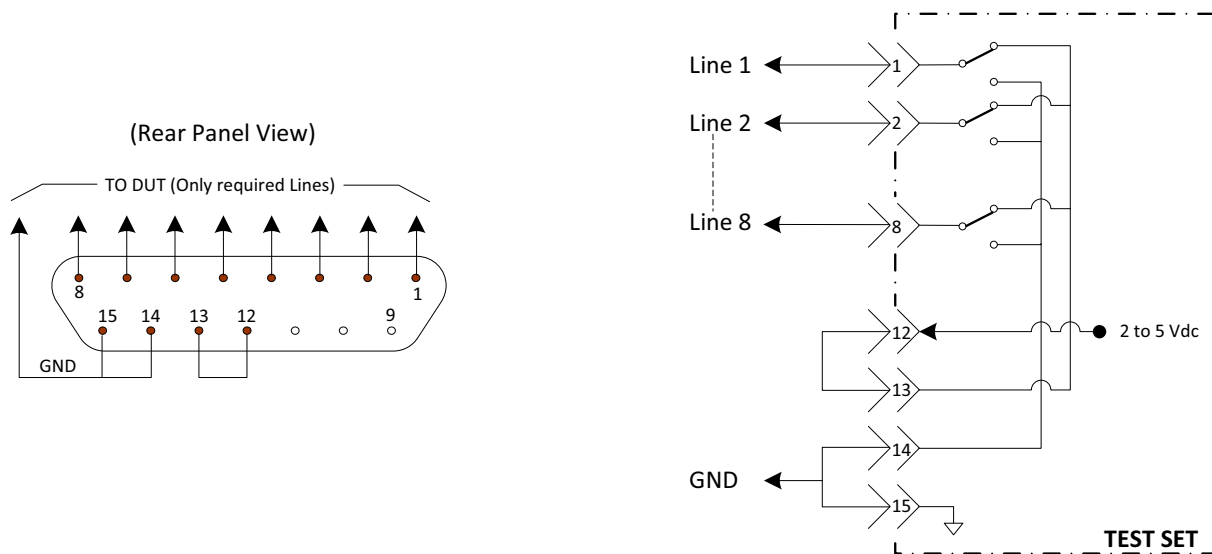 (Rear Panel View)
TO DUT (Only required Lines)
8
1
15 14 13 12 9
GND
Line 1
1
Line 2
2
Line 8
8
12
2 to 5 Vdc
13
14
GND
15
TEST SET